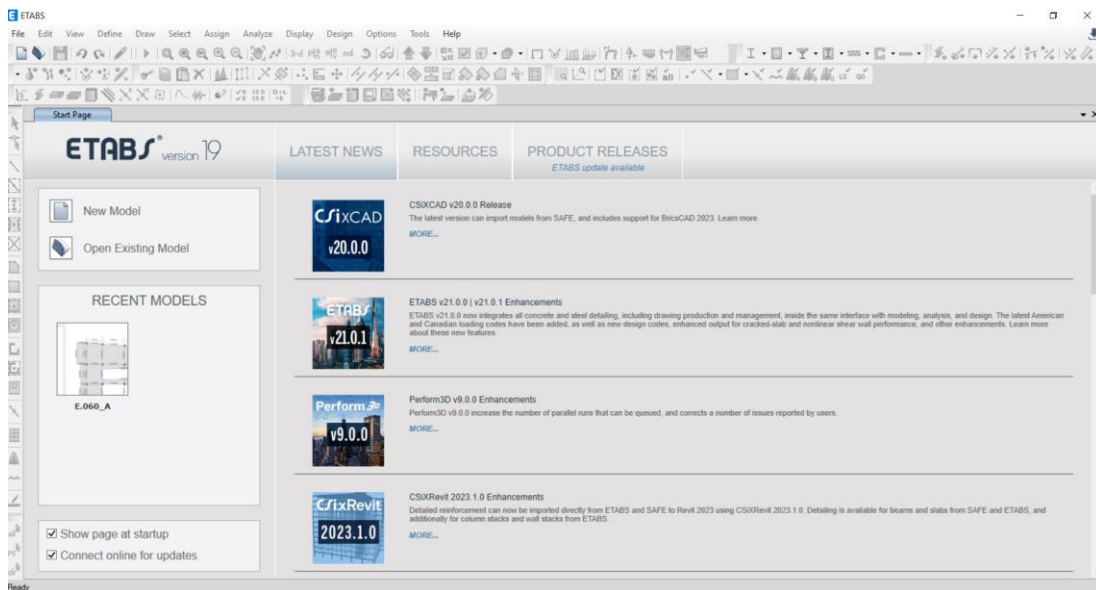 ETABS
File Edit View Define Draw Select Assign Analyze Display Design Options Tools Help
Start Page
ETABS® version 19
LATEST NEWS
RESOURCES
PRODUCT RELEASES
ETABS update available
New Model
Open Existing Model
RECENT MODELS
E.060_A
Show page at startup
Connect online for updates
CSiXCAD
v20.0.0
CSiXCAD v20.0.0 Release
The latest version can import models from SAFE, and includes support for BricsCAD 2023. Learn more.
MORE...
ETABS
v21.0.1
ETABS v21.0.0 | v21.0.1 Enhancements
ETABS v21.0.0 now integrates all concrete and steel detailing, including drawing production and management, inside the same interface with modeling, analysis, and design. The latest American
and Canadian loading codes have been added, as well as new design codes, enhanced output for cracked-slab and nonlinear shear wall performance, and other enhancements. Learn more
about these new features.
MORE...
Perform 3D
v9.0.0
Perform3D v9.0.0 Enhancements
Perform3D v9.0.0 increase the number of parallel runs that can be queued, and corrects a number of issues reported by users.
MORE...
CSiXRevit
2023.1.0
CSiXRevit 2023.1.0 Enhancements
Detailed reinforcement can now be imported directly from ETABS and SAFE to Revit 2023 using CSiXRevit 2023.1.0. Detailing is available for beams and slabs from SAFE and ETABS, and
additionally for column stacks and wall stacks from ETABS.
MORE...
Ready